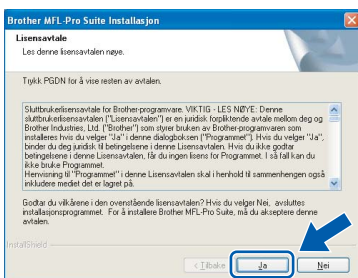 Brother MFL-Pro Suite Installasjon
Lisensavtale
Les denne lisensavtalen nøye.
Trykk PGDN for å vise resten av avtalen.
Sluttbrukerlisensavtale for Brother-programvare. VIKTIG - LES NØYE: Denne
sluttbrukerlisensavtalen ("Lisensavtalen") er en juridisk forpliktende avtale mellom deg og
Brother Industries, Ltd. ("Brother") som styrer bruken av Brother-programvaren som
installeres hvis du velger "Ja" i denne dialogboksen ("Programmet"). Hvis du velger "Ja",
binder du deg juridisk til betingelsene i denne Lisensavtalen. Hvis du ikke godtar
betingelsene i denne Lisensavtalen, får du ingen lisens for Programmet. I så fall kan du
ikke bruke Programmet.
Henvisning til "Programmet" i denne Lisensavtalen skal i henhold til sammenhengen også
inkludere mediet det er lagret på.
Godtar du vilkårene i den overstående lisensavtalen? Hvis du velger Nei, avsluttes
installasjonsprogrammet. For å installere Brother MFL-Pro Suite, må du akseptere denne
avtalen.
InstallShield
< Tilbake
Ja
Nei